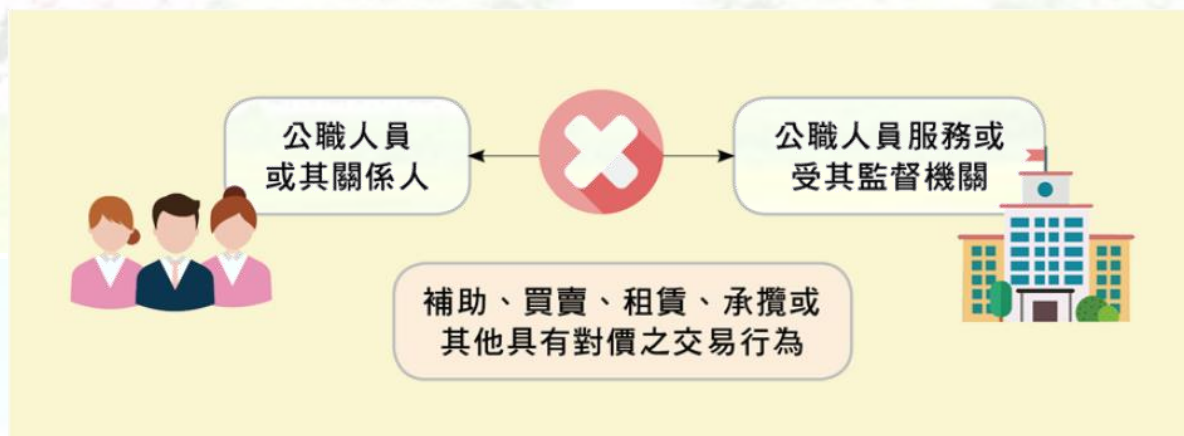 公職人員
或其關係人
公職人員服務或
受其監督機關
補助、買賣、租賃、承攬或
其他具有對價之交易行為